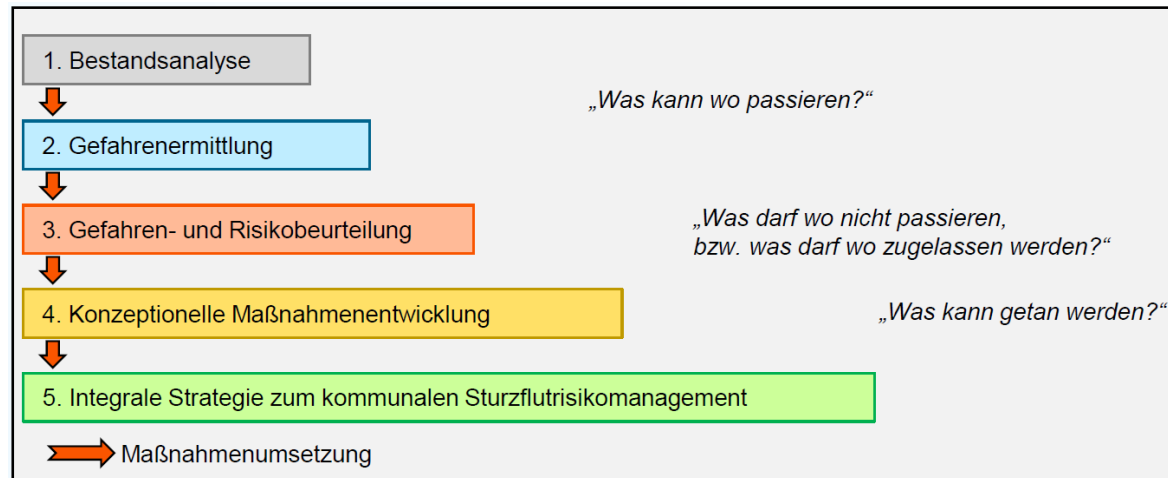 1. Bestandsanalyse
„Was kann wo passieren?“
2. Gefahrenermittlung
3. Gefahren- und Risikobeurteilung
„Was darf wo nicht passieren,
bzw. was darf wo zugelassen werden?“
4. Konzeptionelle Maßnahmenentwicklung
„Was kann getan werden?“
5. Integrale Strategie zum kommunalen Sturzflutrisikomanagement
Maßnahmenumsetzung